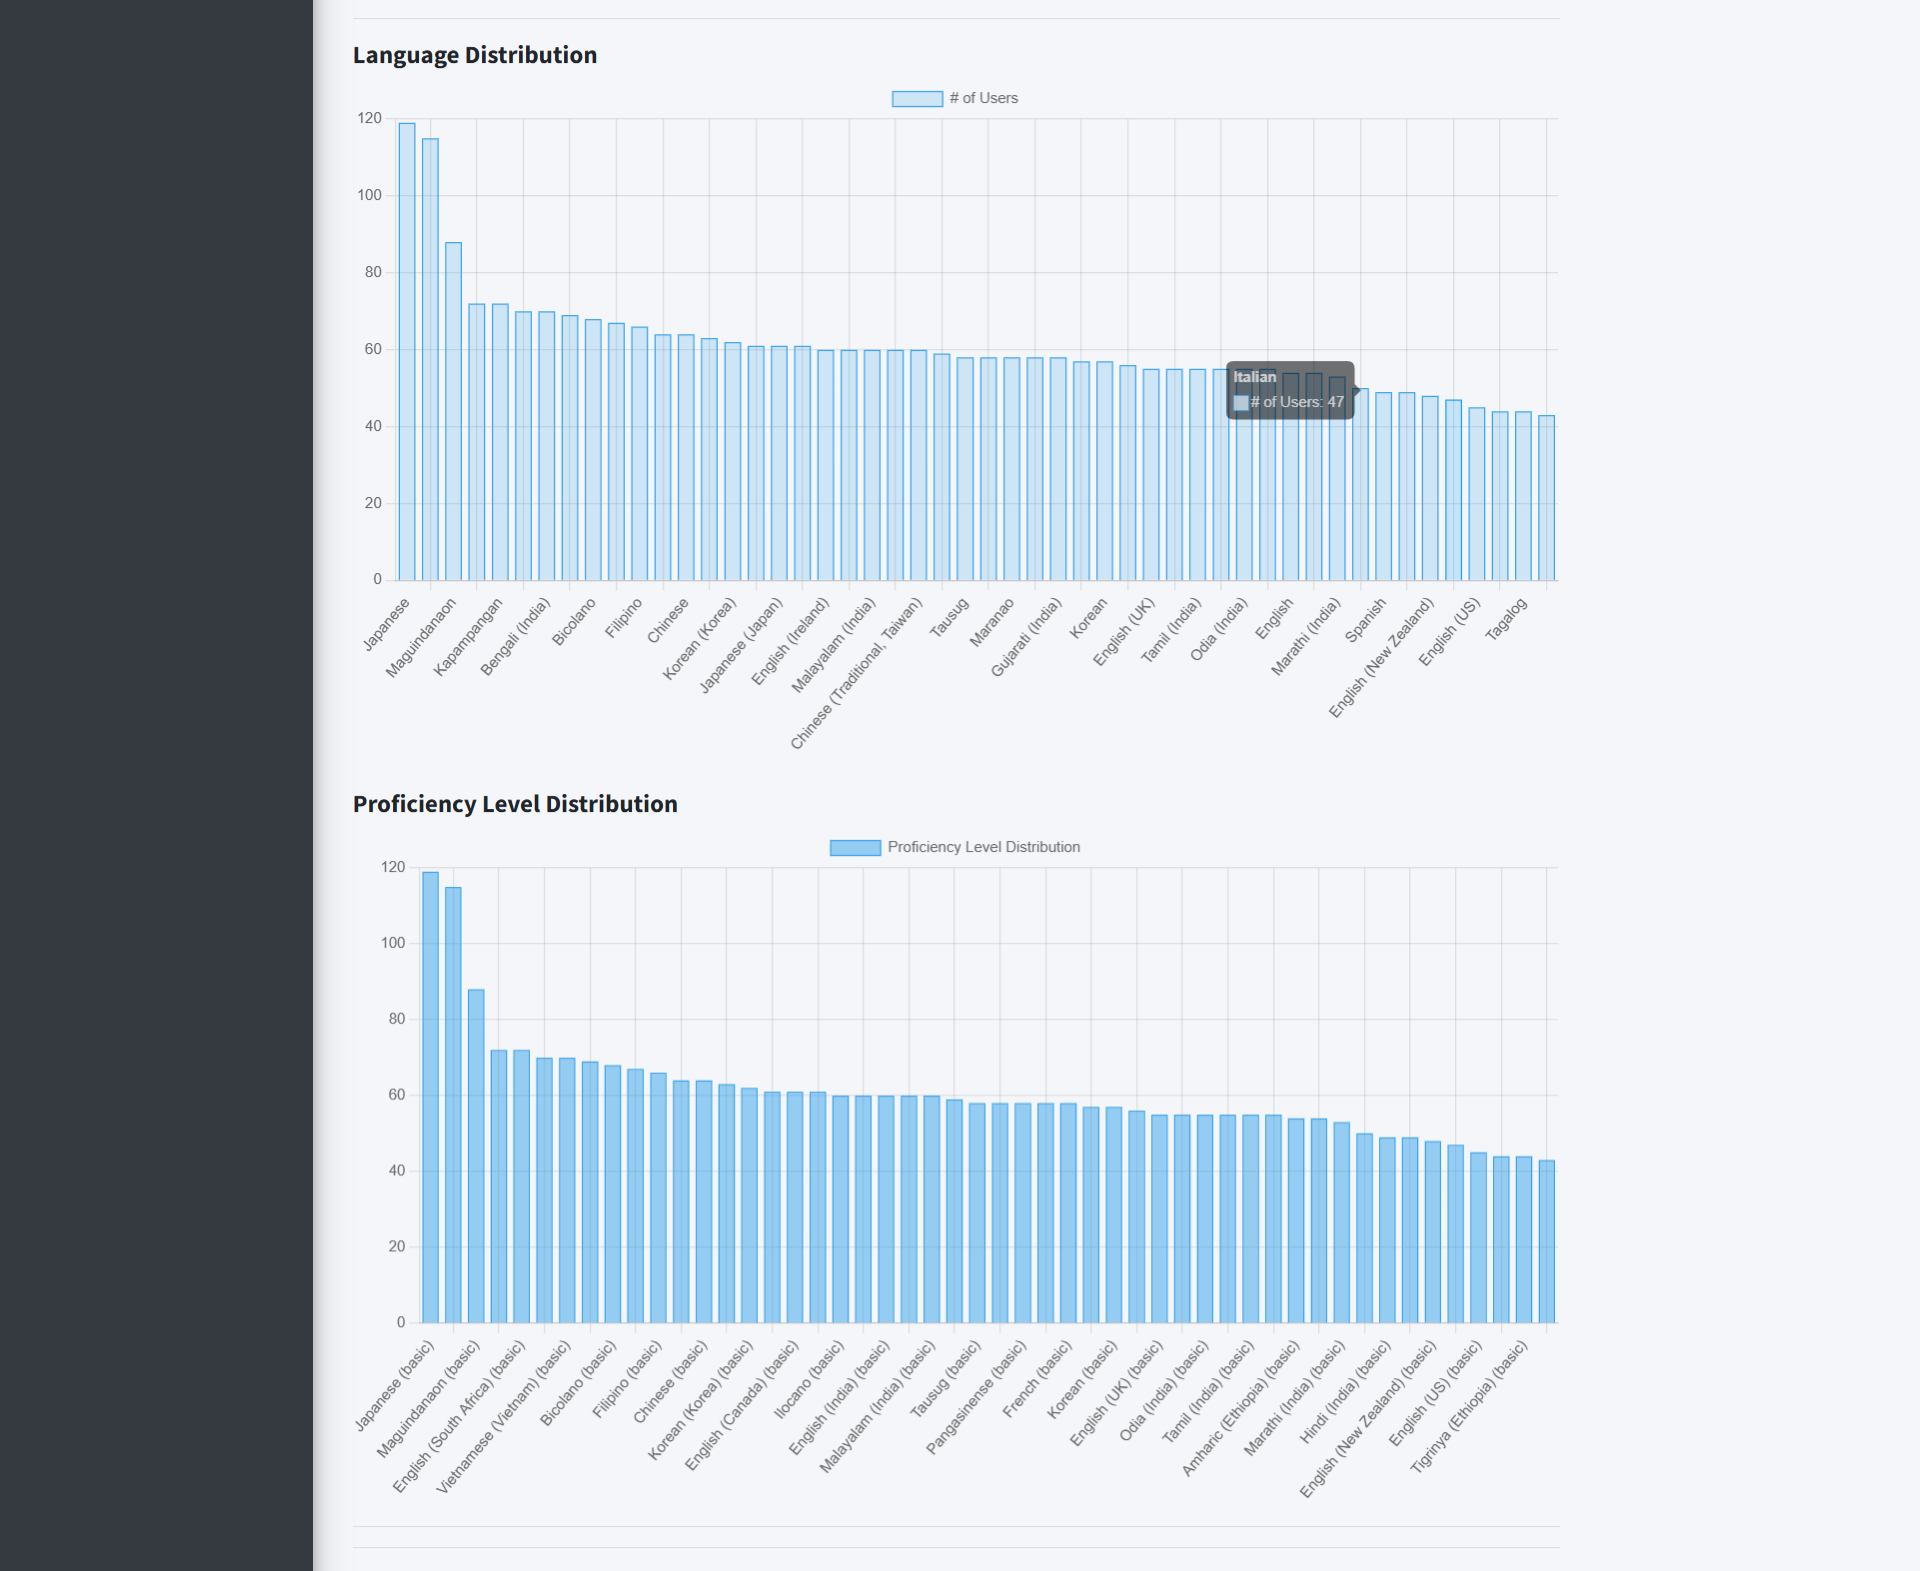 Language Distribution
# of Users
120
100
80
60
40
20
0
Italian
# of Users: 47
Japanese
Maguindanaon
Kapampangan
Bengali (India)
Bicolano
Filipino
Chinese
Korean (Korea)
Japanese (Japan)
English (Ireland)
Malayalam (India)
Chinese (Traditional, Taiwan)
Tausug
Maranao
Gujarati (India)
Korean
English (UK)
Tamil (India)
Odia (India)
English
Marathi (India)
Spanish
English (New Zealand)
English (US)
Tagalog
Proficiency Level Distribution
Proficiency Level Distribution
120
100
80
60
40
20
0
Japanese (basic)
Maguindanaon (basic)
English (South Africa) (basic)
Vietnamese (Vietnam) (basic)
Bicolano (basic)
Filipino (basic)
Chinese (basic)
Korean (Korea) (basic)
English (Canada) (basic)
Ilocano (basic)
English (India) (basic)
Malayalam (India) (basic)
Tausug (basic)
Pangasinense (basic)
French (basic)
Korean (basic)
English (UK) (basic)
Odia (India) (basic)
Tamil (India) (basic)
Amharic (Ethiopia) (basic)
Marathi (India) (basic)
Hindi (India) (basic)
English (New Zealand) (basic)
English (US) (basic)
Tigrinya (Ethiopia) (basic)